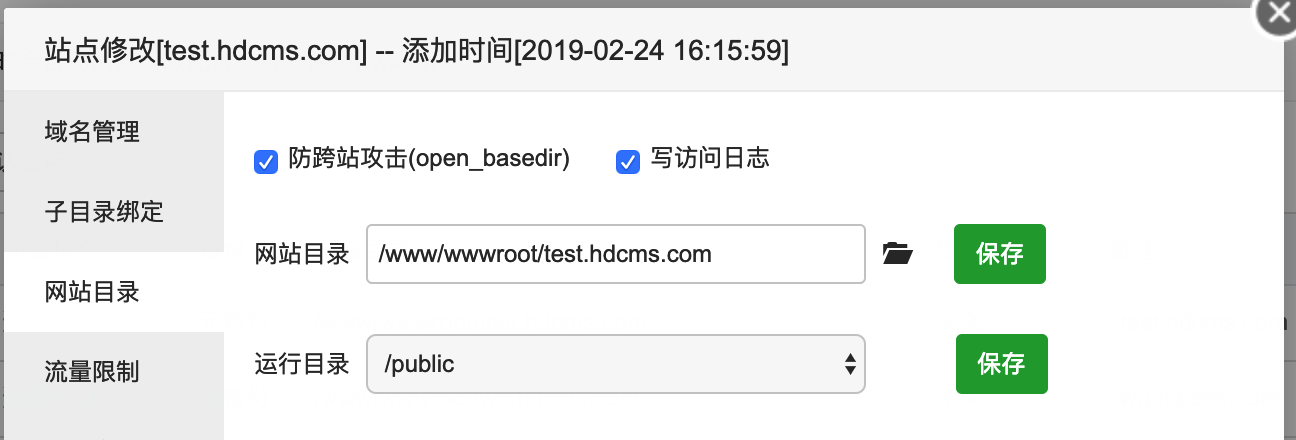 站点修改[test.hdcms.com] -- 添加时间[2019-02-24 16:15:59]
域名管理
子目录绑定
网站目录
流量限制
防跨站攻击(open_basedir) 写访问日志
网站目录 /www/wwwroot/test.hdcms.com 保存
运行目录 /public 保存